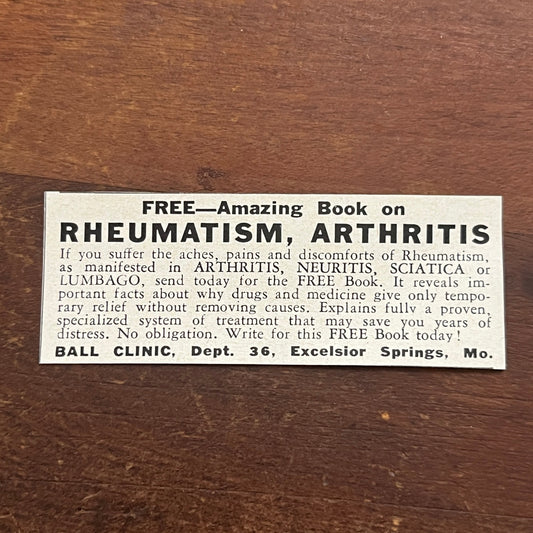 FREE—Amazing Book on
RHEUMATISM, ARTHRITIS
If you suffer the aches, pains and discomforts of Rheumatism,
as manifested in ARTHRITIS, NEURITIS, SCIATICA or
LUMBAGO, send today for the FREE Book. It reveals im-
portant facts about why drugs and medicine give only tempo-
rary relief without removing causes. Explains fully a proven,
specialized system of treatment that may save you years of
distress. No obligation. Write for this FREE Book today!
BALL CLINIC, Dept. 36, Excelsior Springs, Mo.